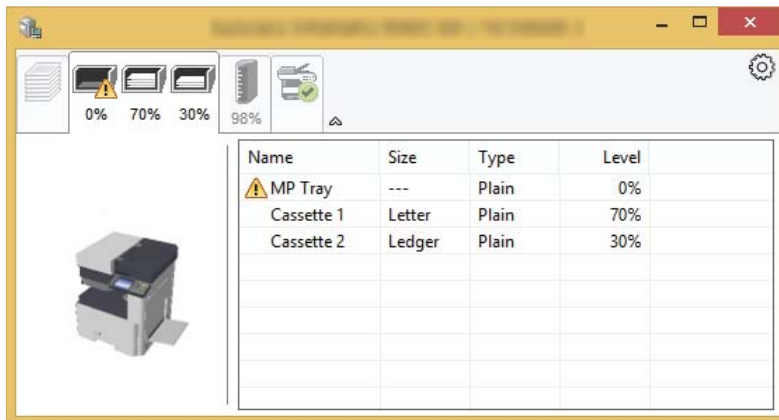 0% 70% 30% 98%
Name Size Type Level
MP Tray --- Plain 0%
Cassette 1 Letter Plain 70%
Cassette 2 Ledger Plain 30%